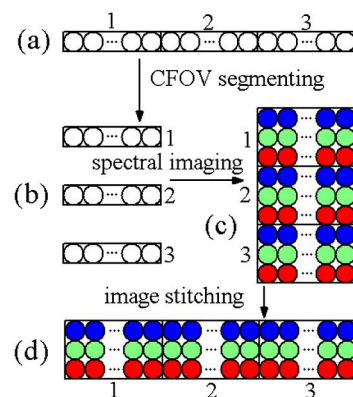 1 2 3
(a)
CFOV segmenting
1
spectral imaging
(b) 2
3
1
2
(c)
3
image stitching
(d)
1 2 3